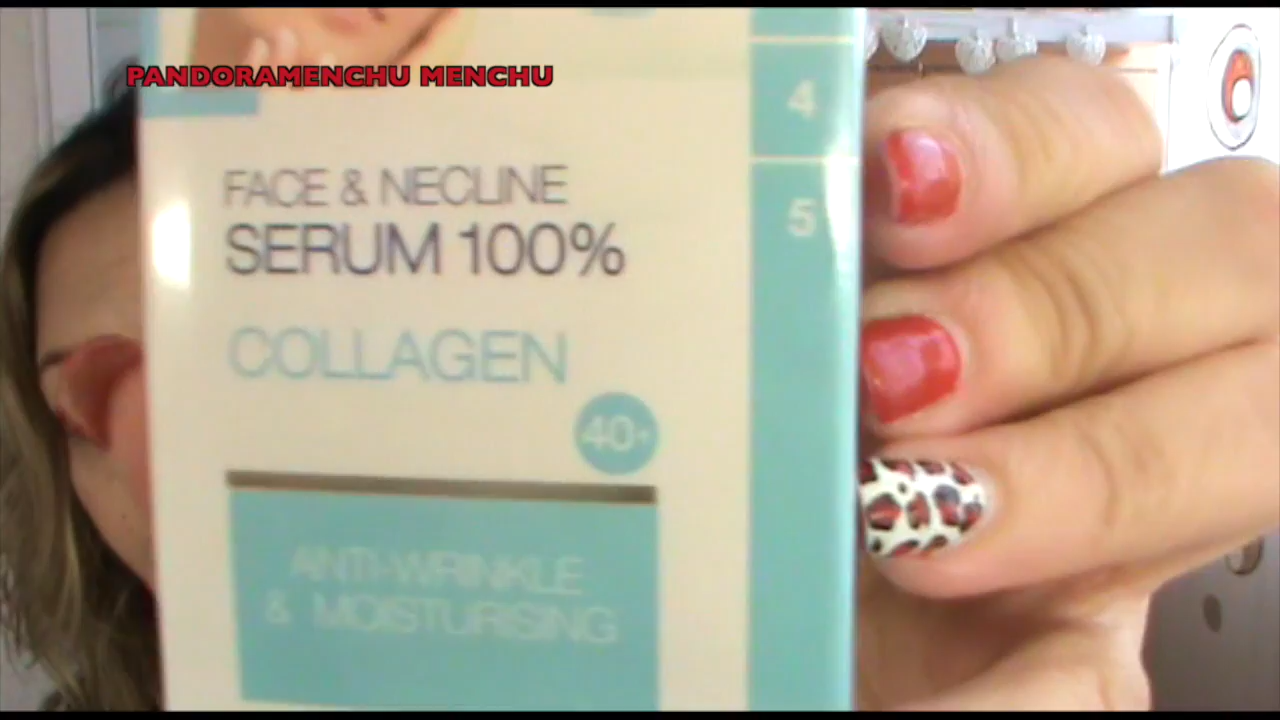 PANDORAMENCHU MENCHU
4
5
FACE & NECLINE
SERUM 100%
COLLAGEN
40+
ANTI-WRINKLE
& MOISTURISING